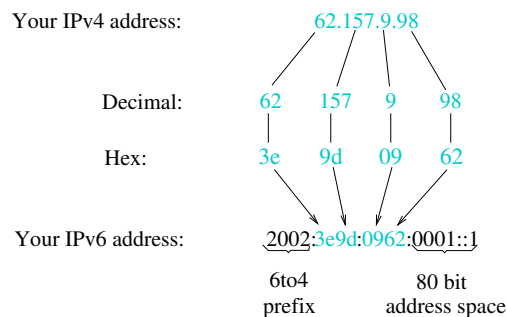 Your IPv4 address: 62.157.9.98
Decimal: 62 157 9 98
Hex: 3e 9d 09 62
Your IPv6 address: 2002:3e9d:0962:0001::1
6to4 80 bit
prefix address space